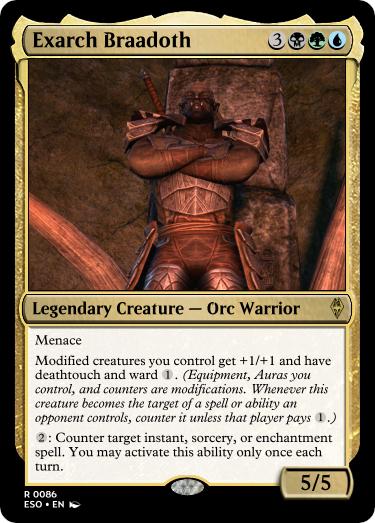 Exarch Braadoth 3
Legendary Creature — Orc Warrior
Menace
Modified creatures you control get +1/+1 and have
deathtouch and ward 1. (Equipment, Auras you
control, and counters are modifications. Whenever this
creature becomes the target of a spell or ability an
opponent controls, counter it unless that player pays 1.)
2: Counter target instant, sorcery, or enchantment
spell. You may activate this ability only once each
turn.
5/5
R 0086
ESO • EN